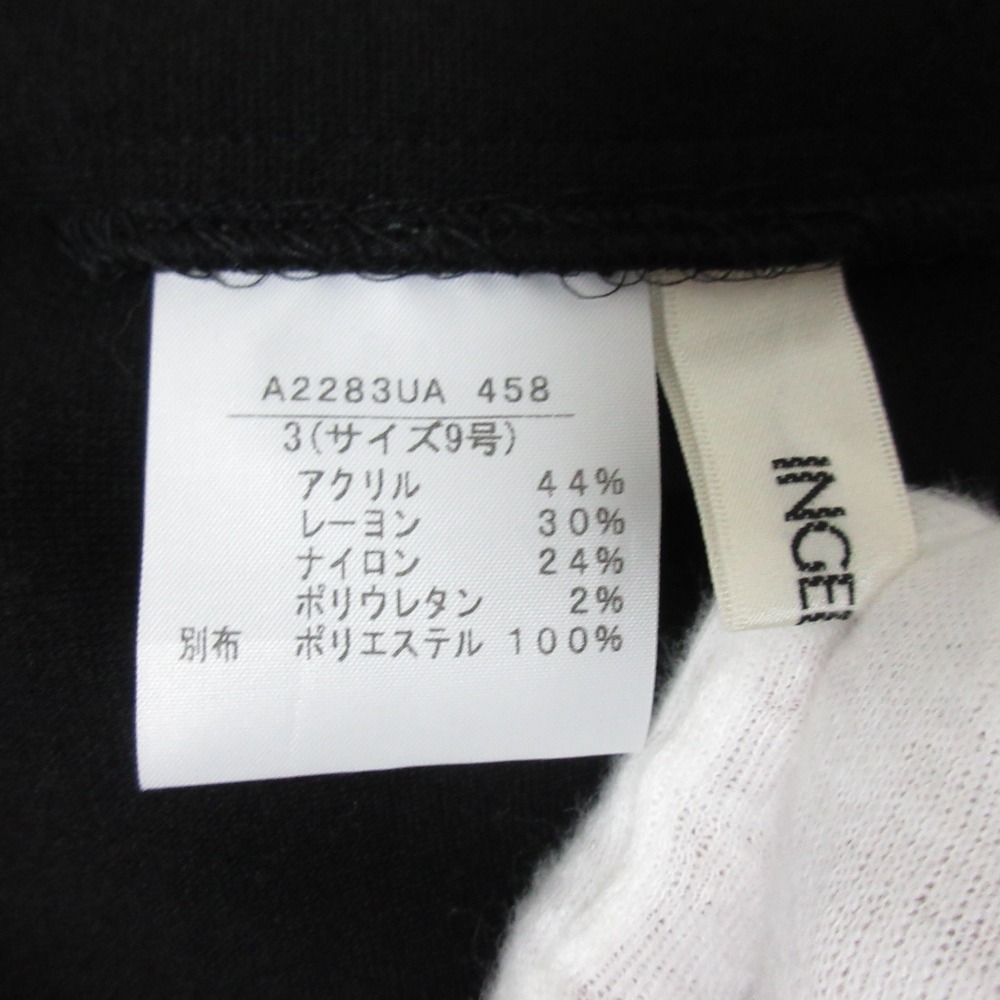 A2283UA 458
3(サイズ9号)
アクリル 44%
レーヨン 30%
ナイロン 24%
ポリウレタン 2%
別布 ポリエステル 100%